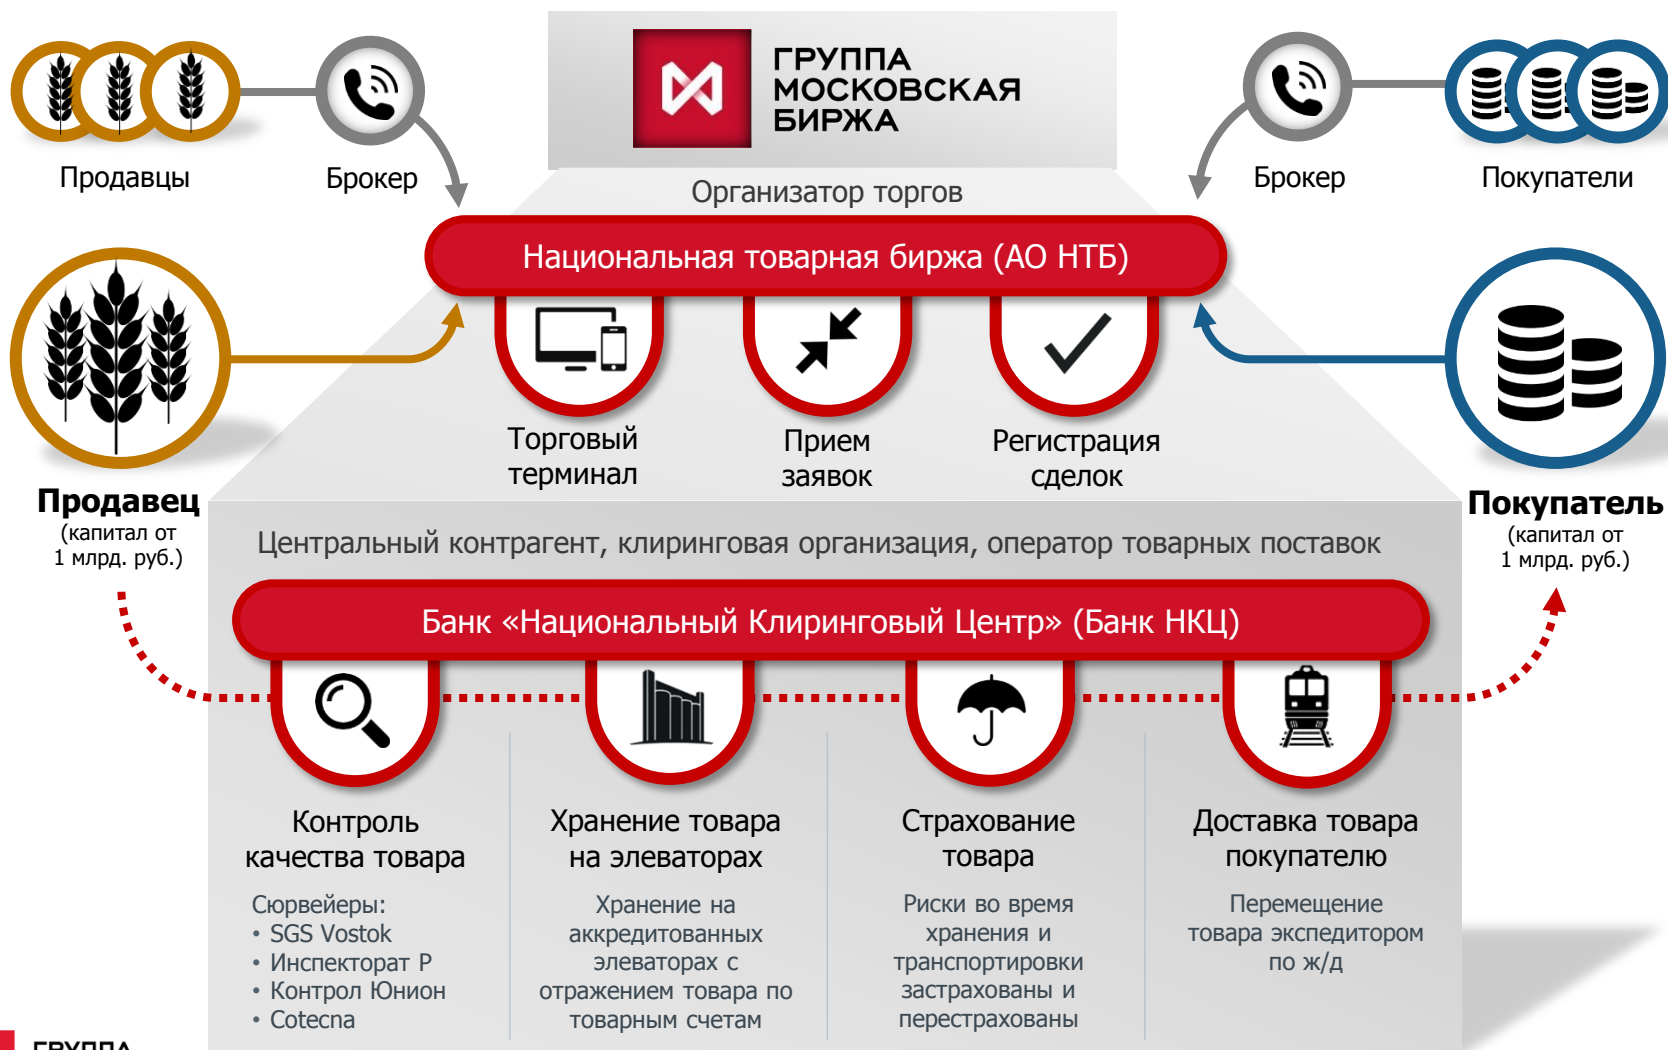 ГРУППА
МОСКОВСКАЯ
БИРЖА
Продавцы
Брокер
Брокер
Покупатели
Организатор торгов
Национальная товарная биржа (АО НТБ)
Торговый
терминал
Прием
заявок
Регистрация
сделок
Продавец
(капитал от
1 млрд. руб.)
Покупатель
(капитал от
1 млрд. руб.)
Центральный контрагент, клиринговая организация, оператор товарных поставок
Банк «Национальный Клиринговый Центр» (Банк НКЦ)
Контроль
качества товара
Сюрвейеры:
• SGS Vostok
• Инспекторат Р
• Контрол Юнион
• Cotecna
Хранение товара
на элеваторах
Хранение на
аккредитованных
элеваторах с
отражением товара по
товарным счетам
Страхование
товара
Риски во время
хранения и
транспортировки
застрахованы и
перестрахованы
Доставка товара
покупателю
Перемещение
товара экспедитором
по ж/д
ГРУППА